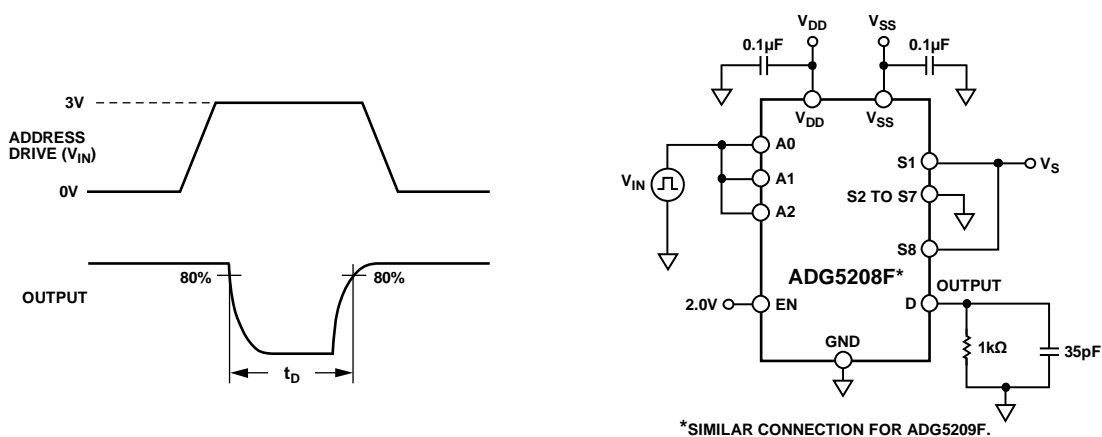 3V
ADDRESS
DRIVE (VIN)
0V
80%
80%
OUTPUT
tD
VDD
VSS
0.1µF
0.1µF
VDD
VSS
A0
A1
A2
VIN
S1
VS
S2 TO S7
S8
ADG5208F*
2.0V
EN
OUTPUT
D
GND
1kΩ
35pF
*SIMILAR CONNECTION FOR ADG5209F.